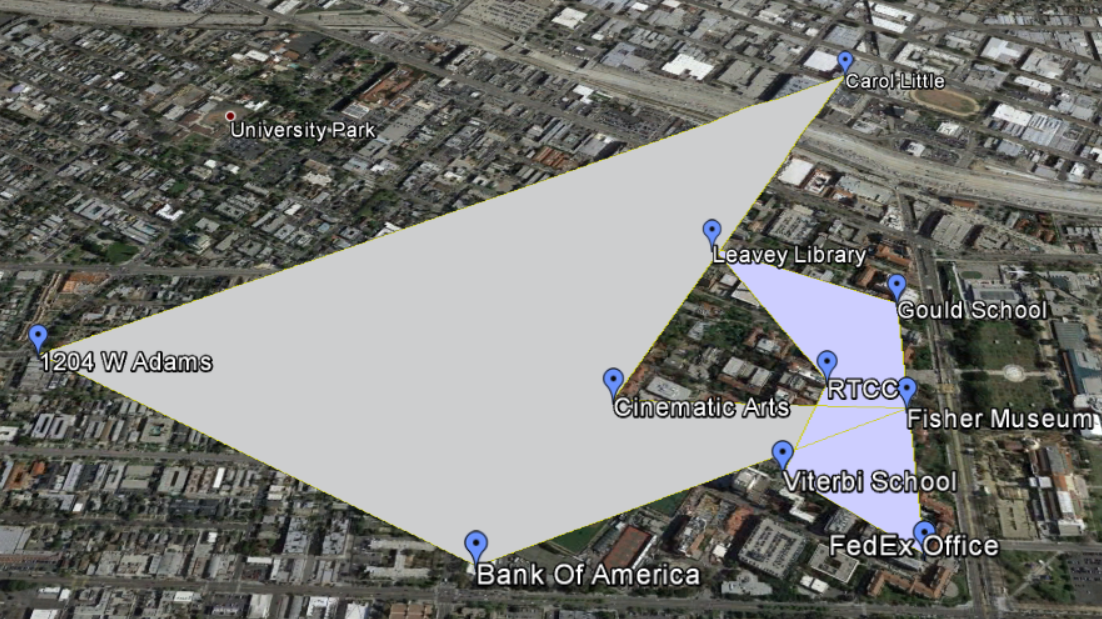 Carol Little
University Park
Leavey Library
Gould School
1204 W Adams
RTCC
Cinematic Arts
Fisher Museum
Viterbi School
FedEx Office
Bank Of America